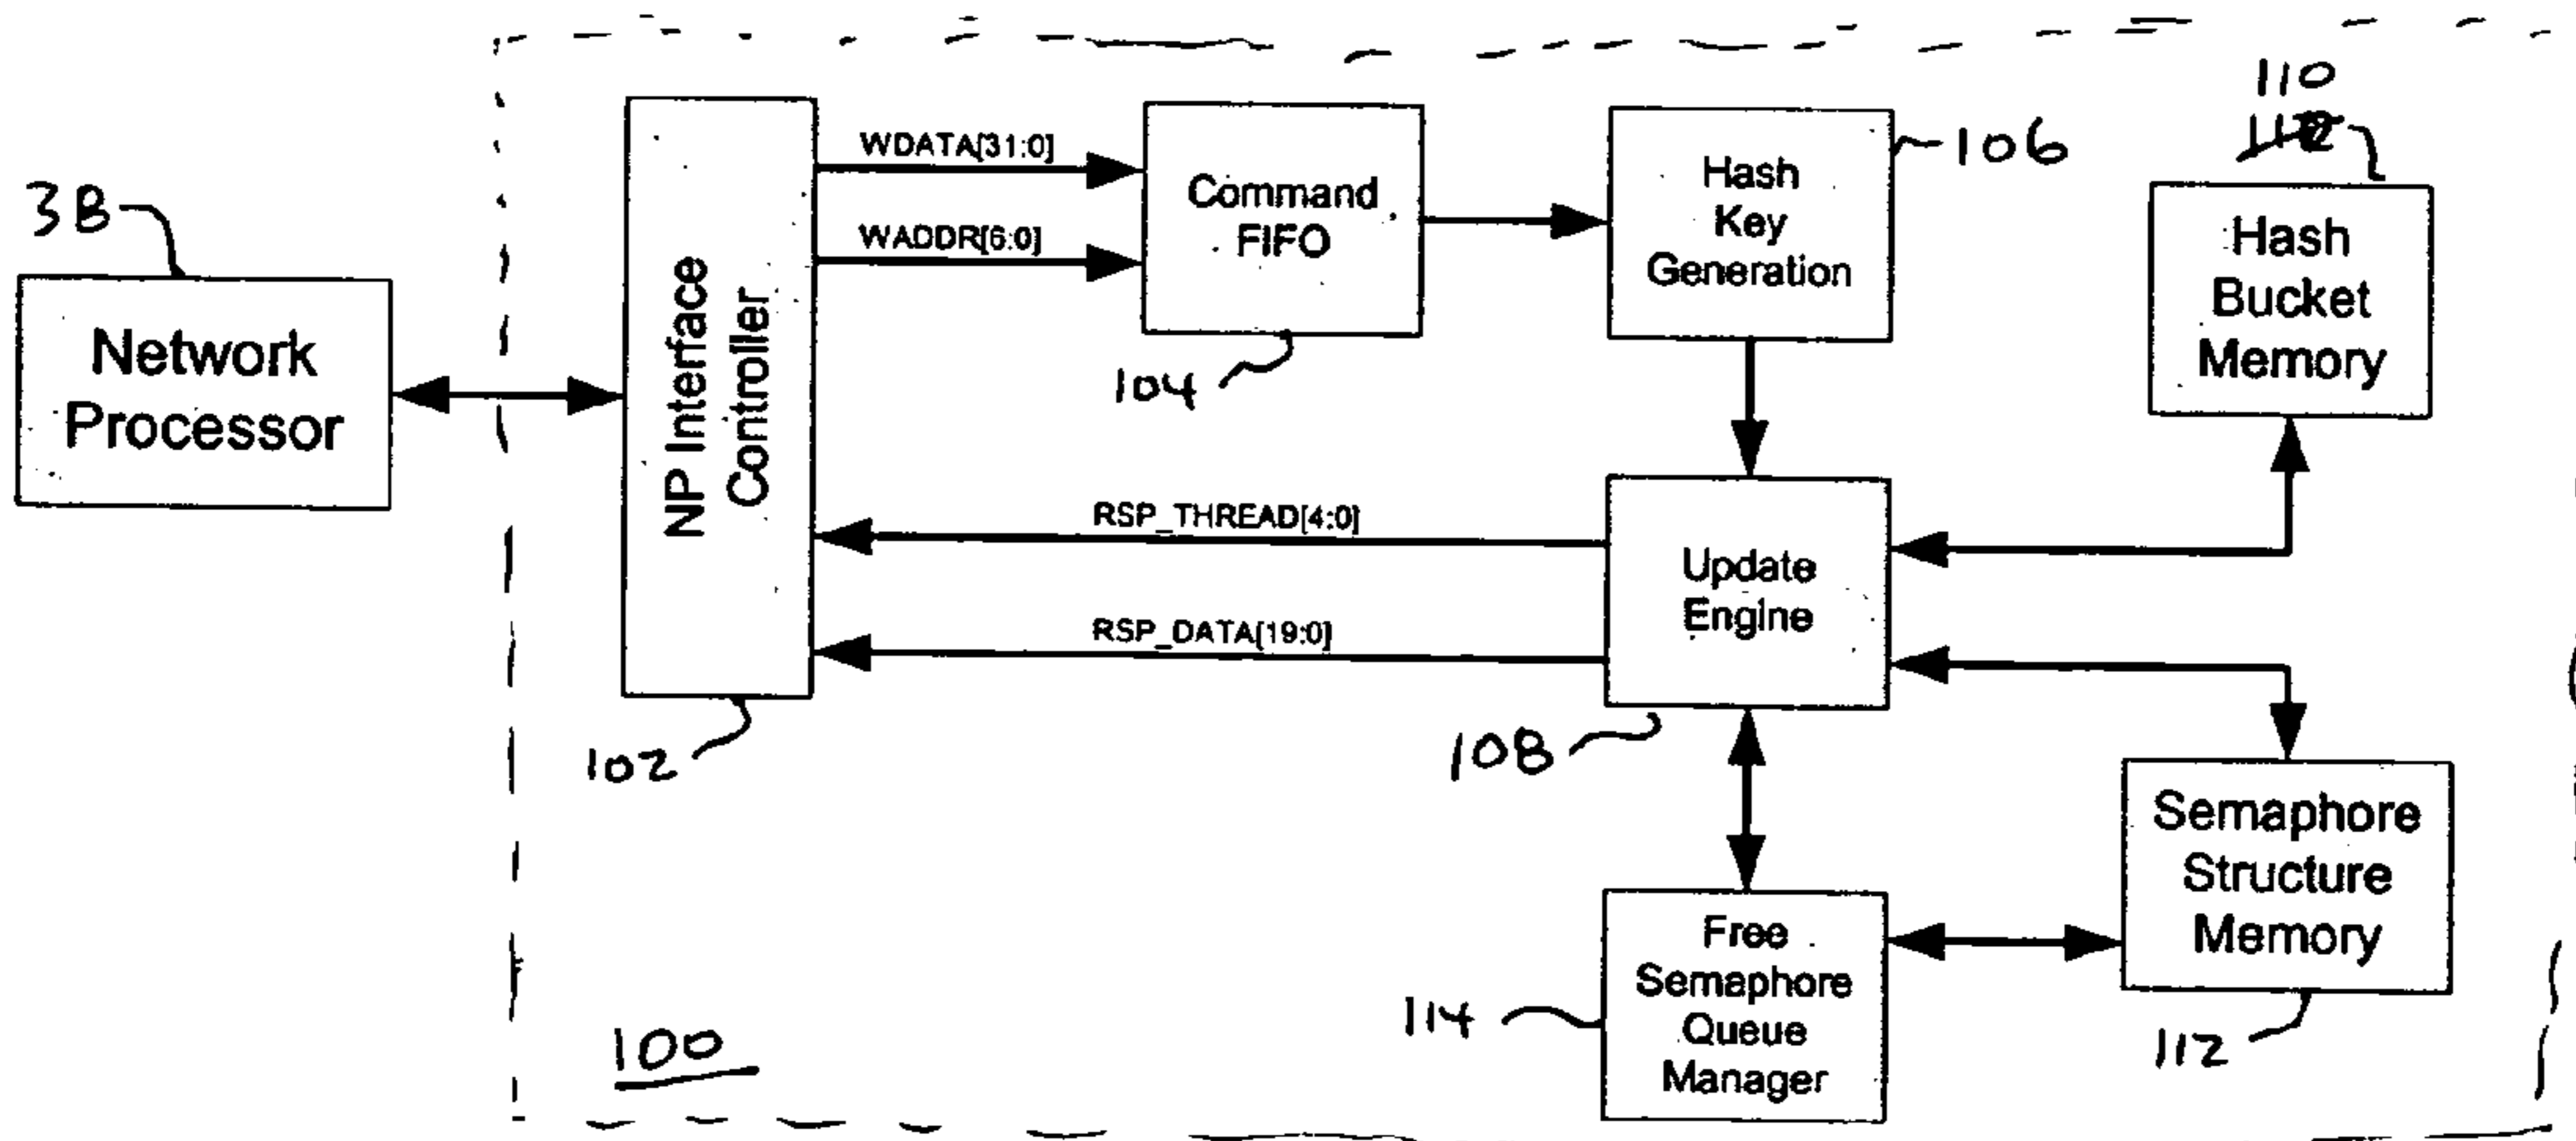 38
Network
Processor
NP Interface
Controller
102
WDATA[31:0]
WADDR[6:0]
Command
FIFO
104
Hash
Key
Generation
106
110
Hash
Bucket
Memory
RSP_THREAD[4:0]
RSP_DATA[19:0]
Update
Engine
108
Free
Semaphore
Queue
Manager
114
Semaphore
Structure
Memory
112
100